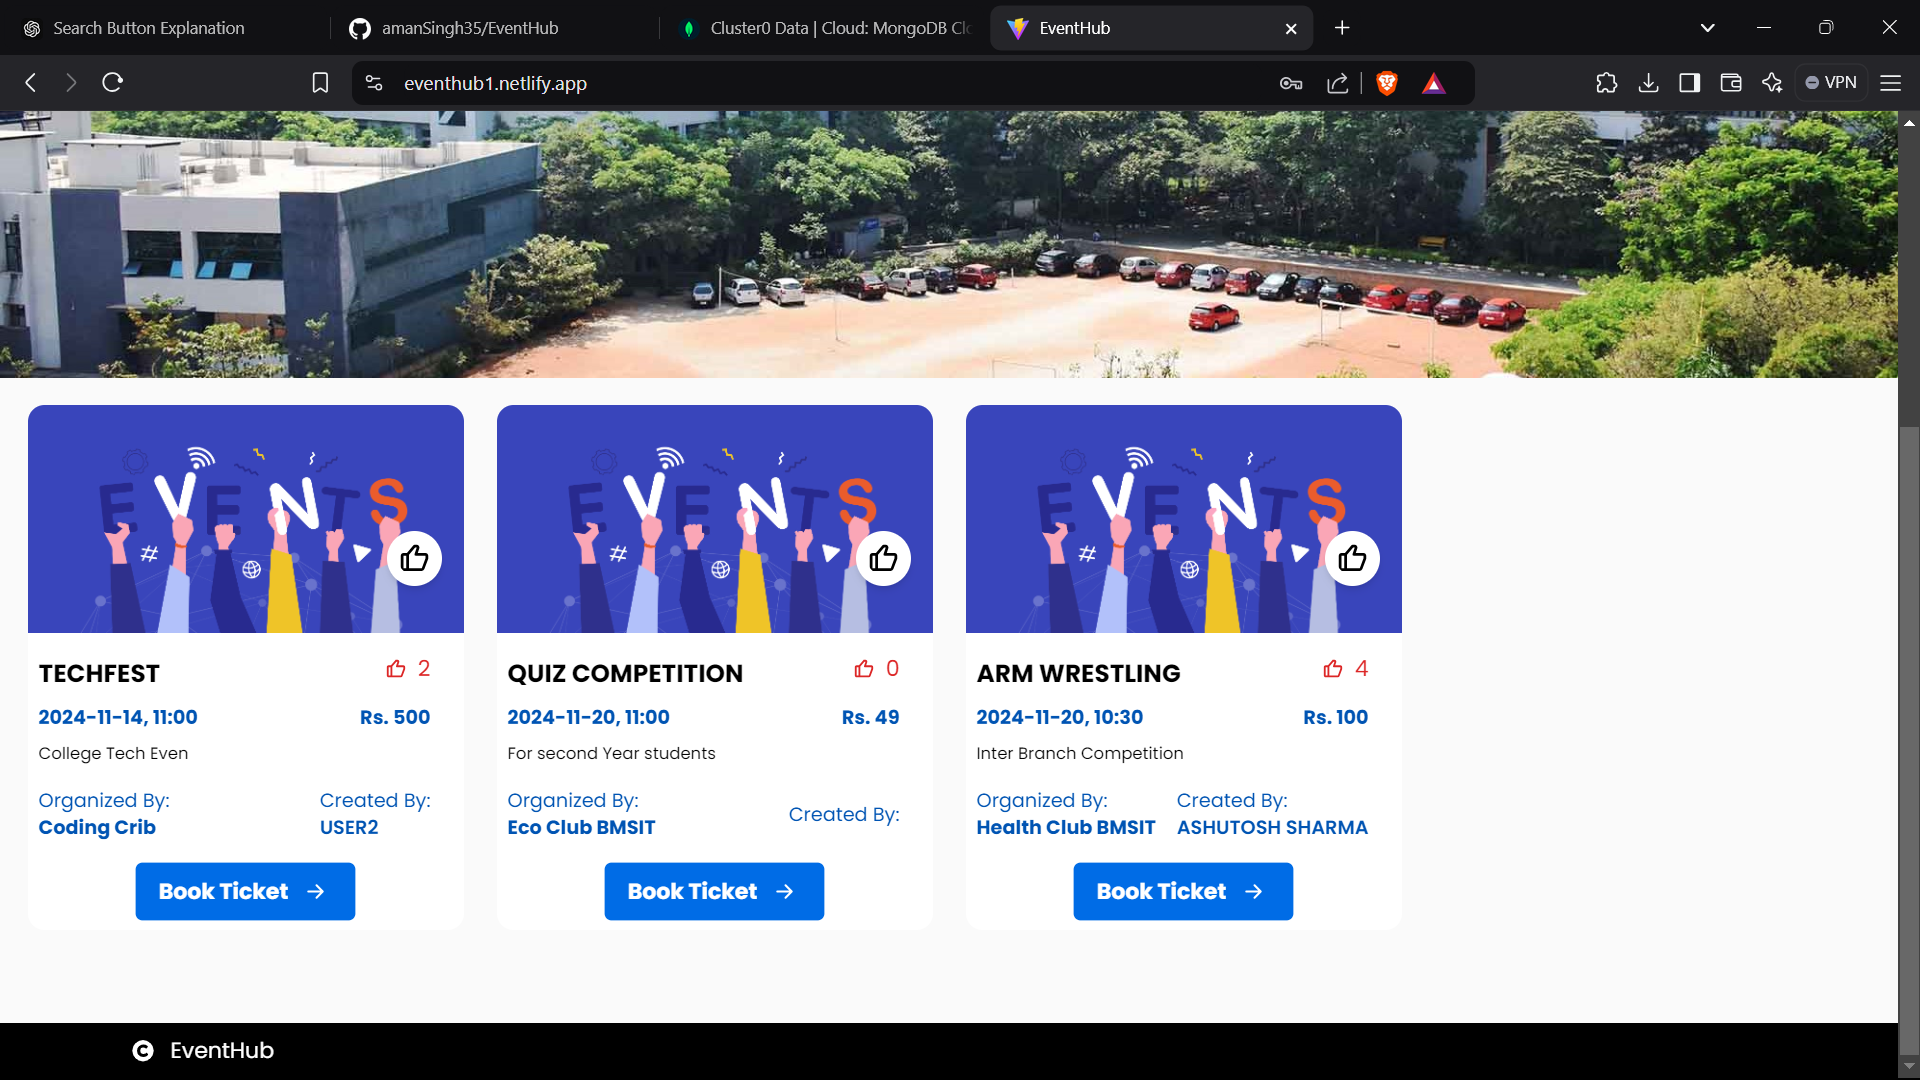 Search Button Explanation
amanSingh35/EventHub
Cluster0 Data | Cloud: MongoDB Clo
EventHub
eventhub1.netlify.app
VPN
EVENTS
EVENTS
EVENTS
#
#
#
TECHFEST
2
2024-11-14, 11:00
Rs. 500
College Tech Even
Organized By:
Coding Crib
Created By:
USER2
Book Ticket →
QUIZ COMPETITION
0
2024-11-20, 11:00
Rs. 49
For second Year students
Organized By:
Eco Club BMSIT
Created By:
Book Ticket →
ARM WRESTLING
4
2024-11-20, 10:30
Rs. 100
Inter Branch Competition
Organized By:
Health Club BMSIT
Created By:
ASHUTOSH SHARMA
Book Ticket →
© EventHub